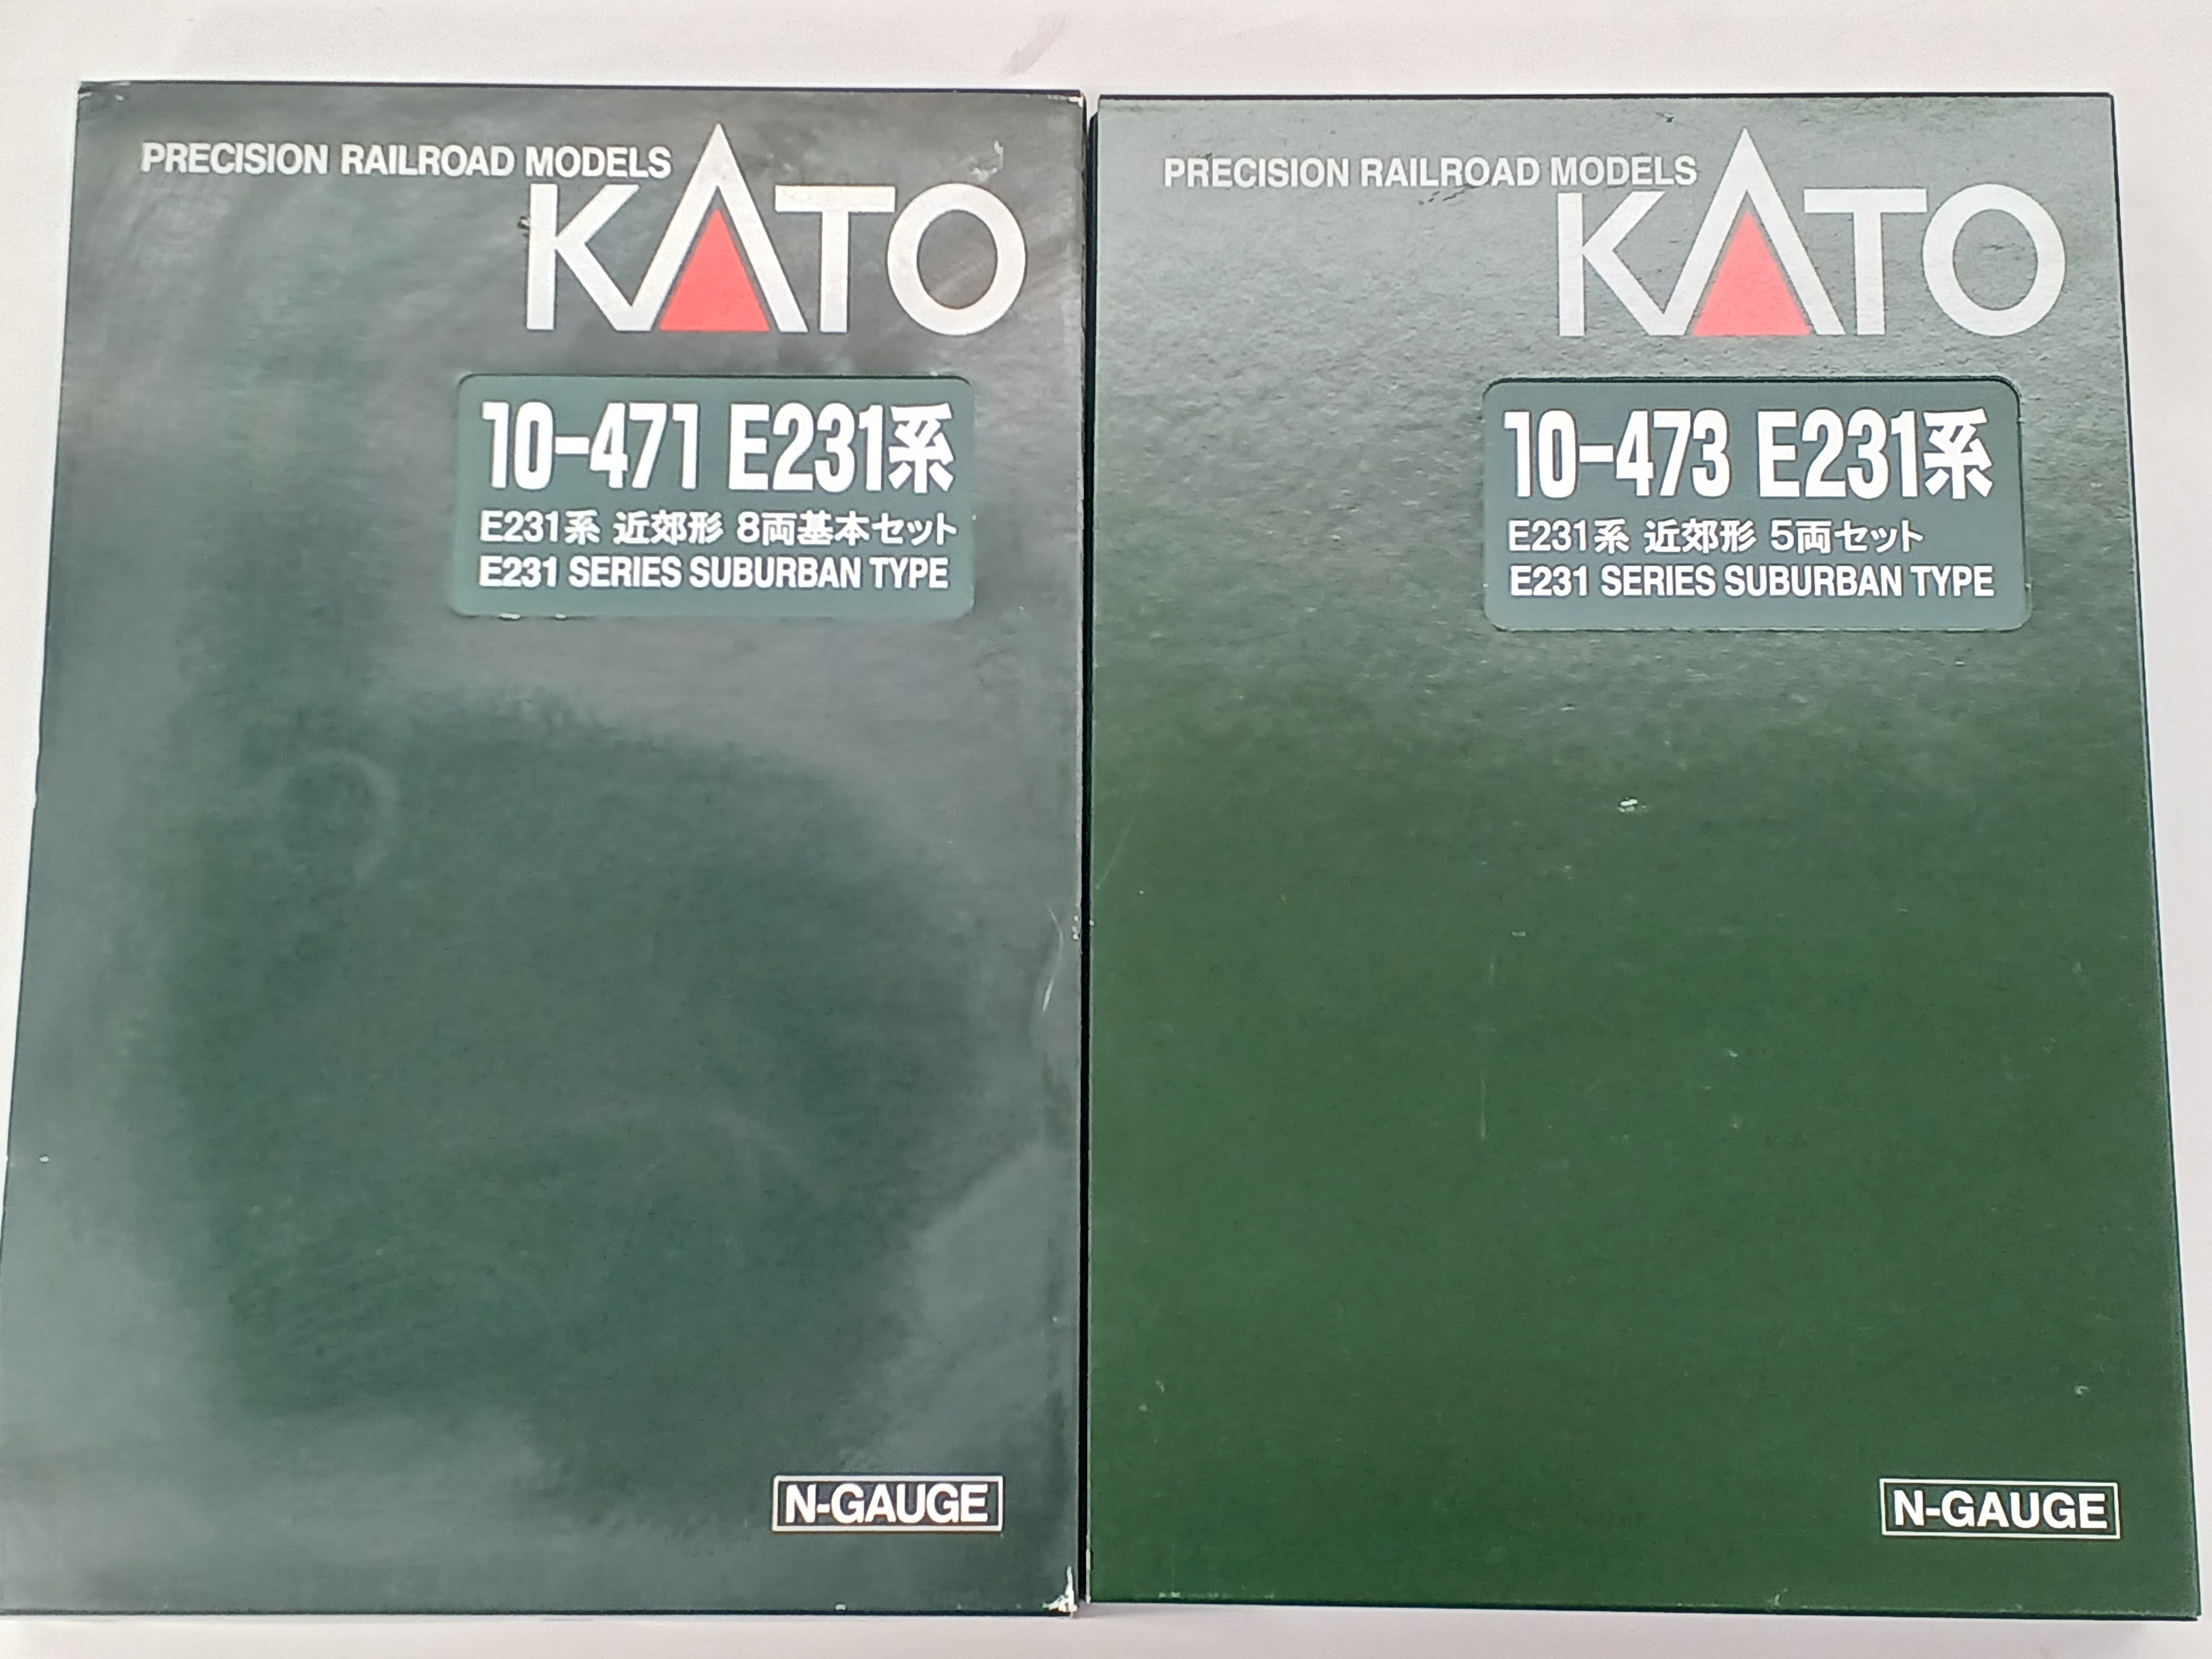 PRECISION RAILROAD MODELS
KATO
10-471 E231系
E231系 近郊形 8両基本セット
E231 SERIES SUBURBAN TYPE
N-GAUGE
PRECISION RAILROAD MODELS
KATO
10-473 E231系
E231系 近郊形 5両セット
E231 SERIES SUBURBAN TYPE
N-GAUGE